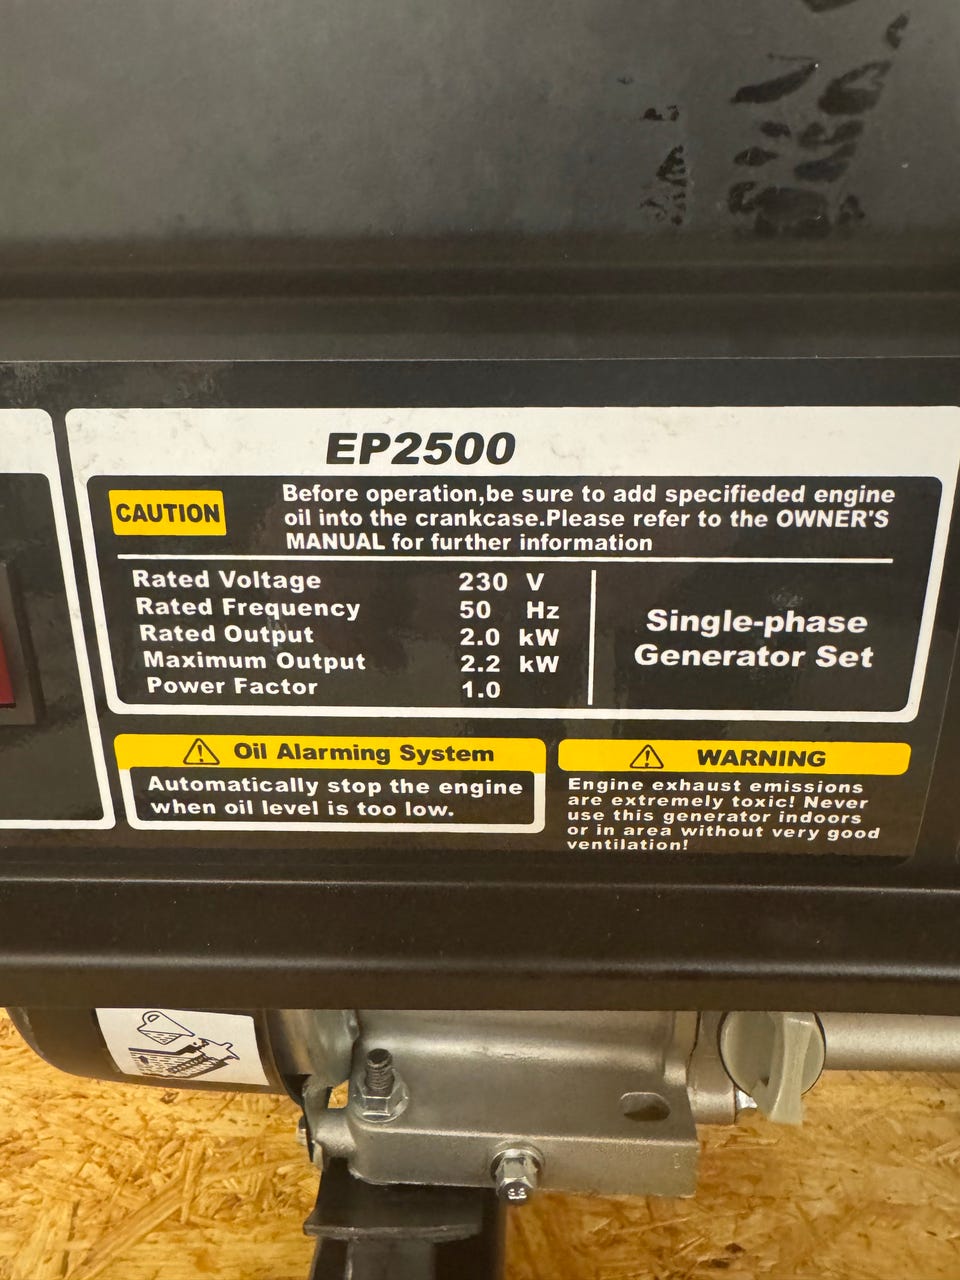 EP2500
CAUTION
Before operation,be sure to add specifieded engine
oil into the crankcase.Please refer to the OWNER'S
MANUAL for further information
Rated Voltage 230 V
Rated Frequency 50 Hz
Rated Output 2.0 kW
Maximum Output 2.2 kW
Power Factor 1.0
Single-phase
Generator Set
Oil Alarming System
Automatically stop the engine
when oil level is too low.
WARNING
Engine exhaust emissions
are extremely toxic! Never
use this generator indoors
or in area without very good
ventilation!
8.8